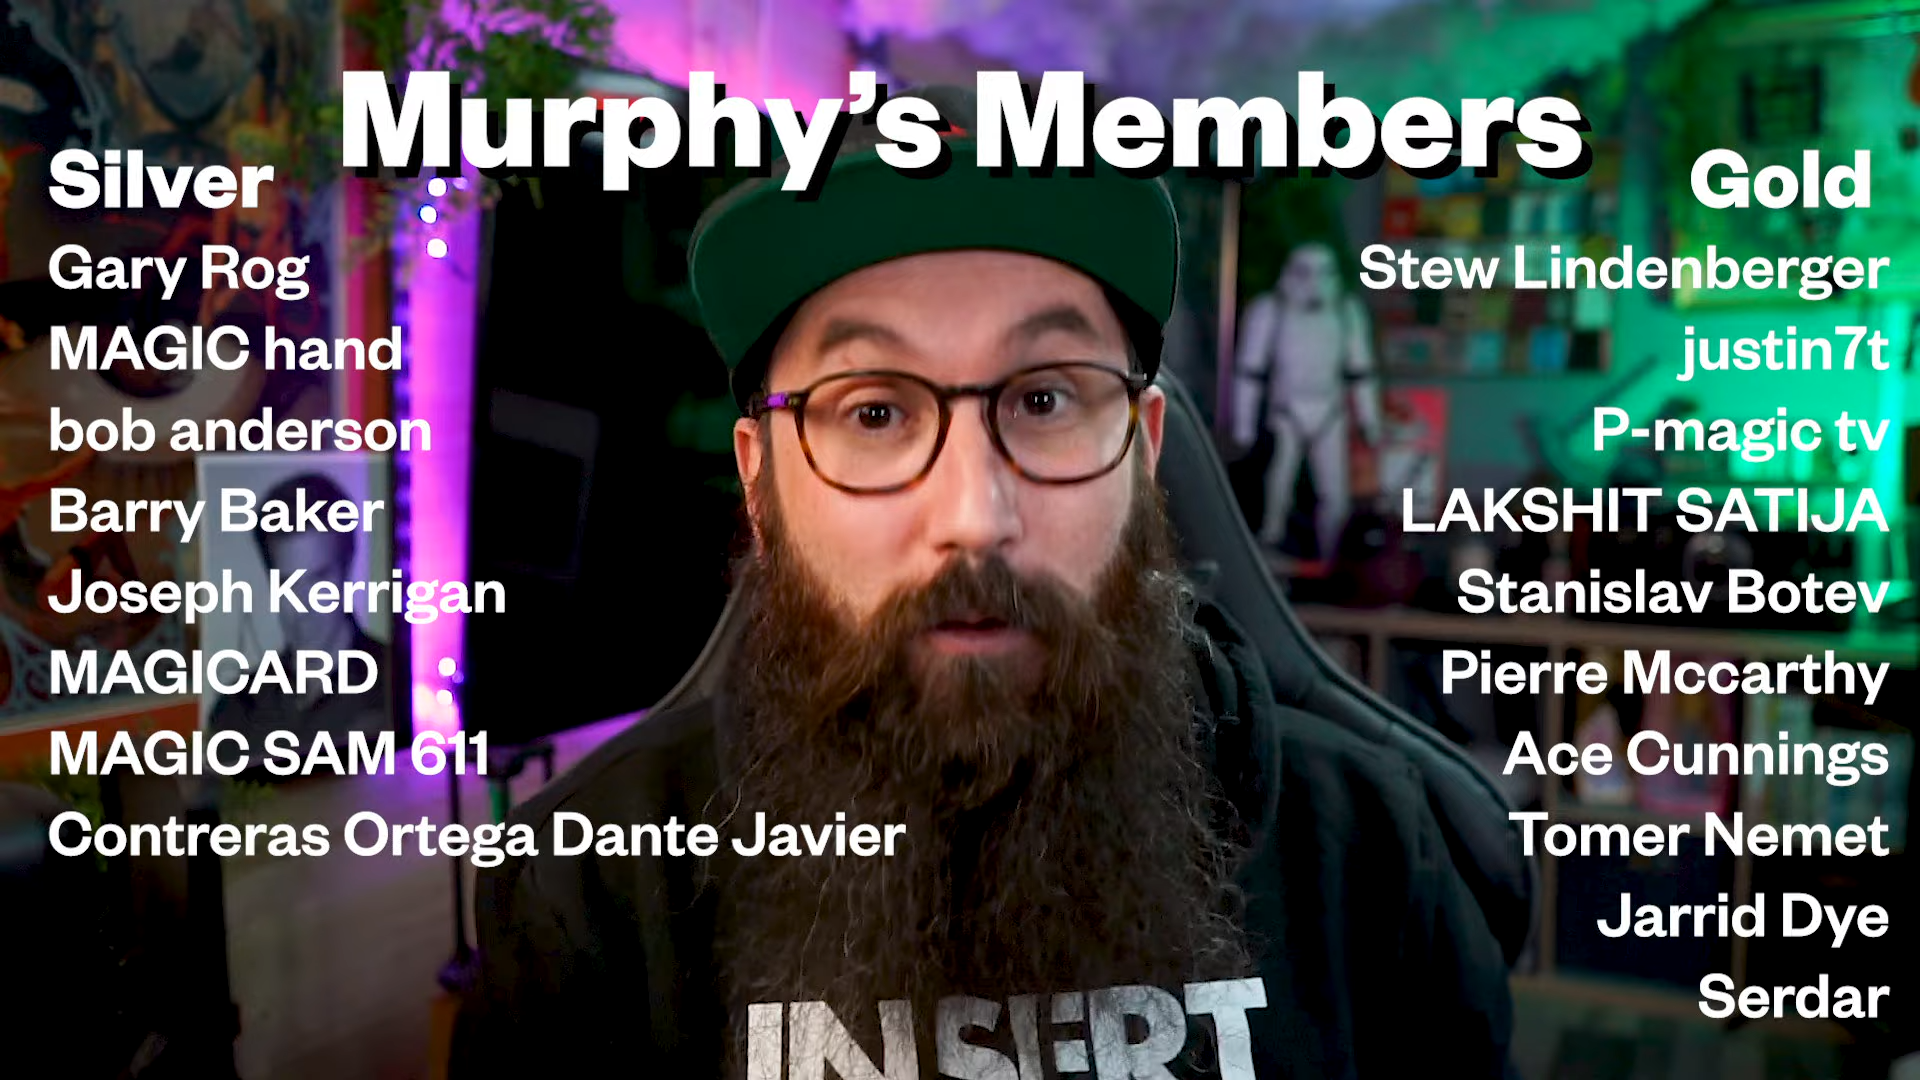 Murphy's Members
Silver
Gary Rog
MAGIC hand
bob anderson
Barry Baker
Joseph Kerrigan
MAGICARD
MAGIC SAM 611
Contreras Ortega Dante Javier
Gold
Stew Lindenberger
justin7t
P-magic tv
LAKSHIT SATIJA
Stanislav Botev
Pierre Mccarthy
Ace Cunnings
Tomer Nemet
Jarrid Dye
Serdar
INSERT